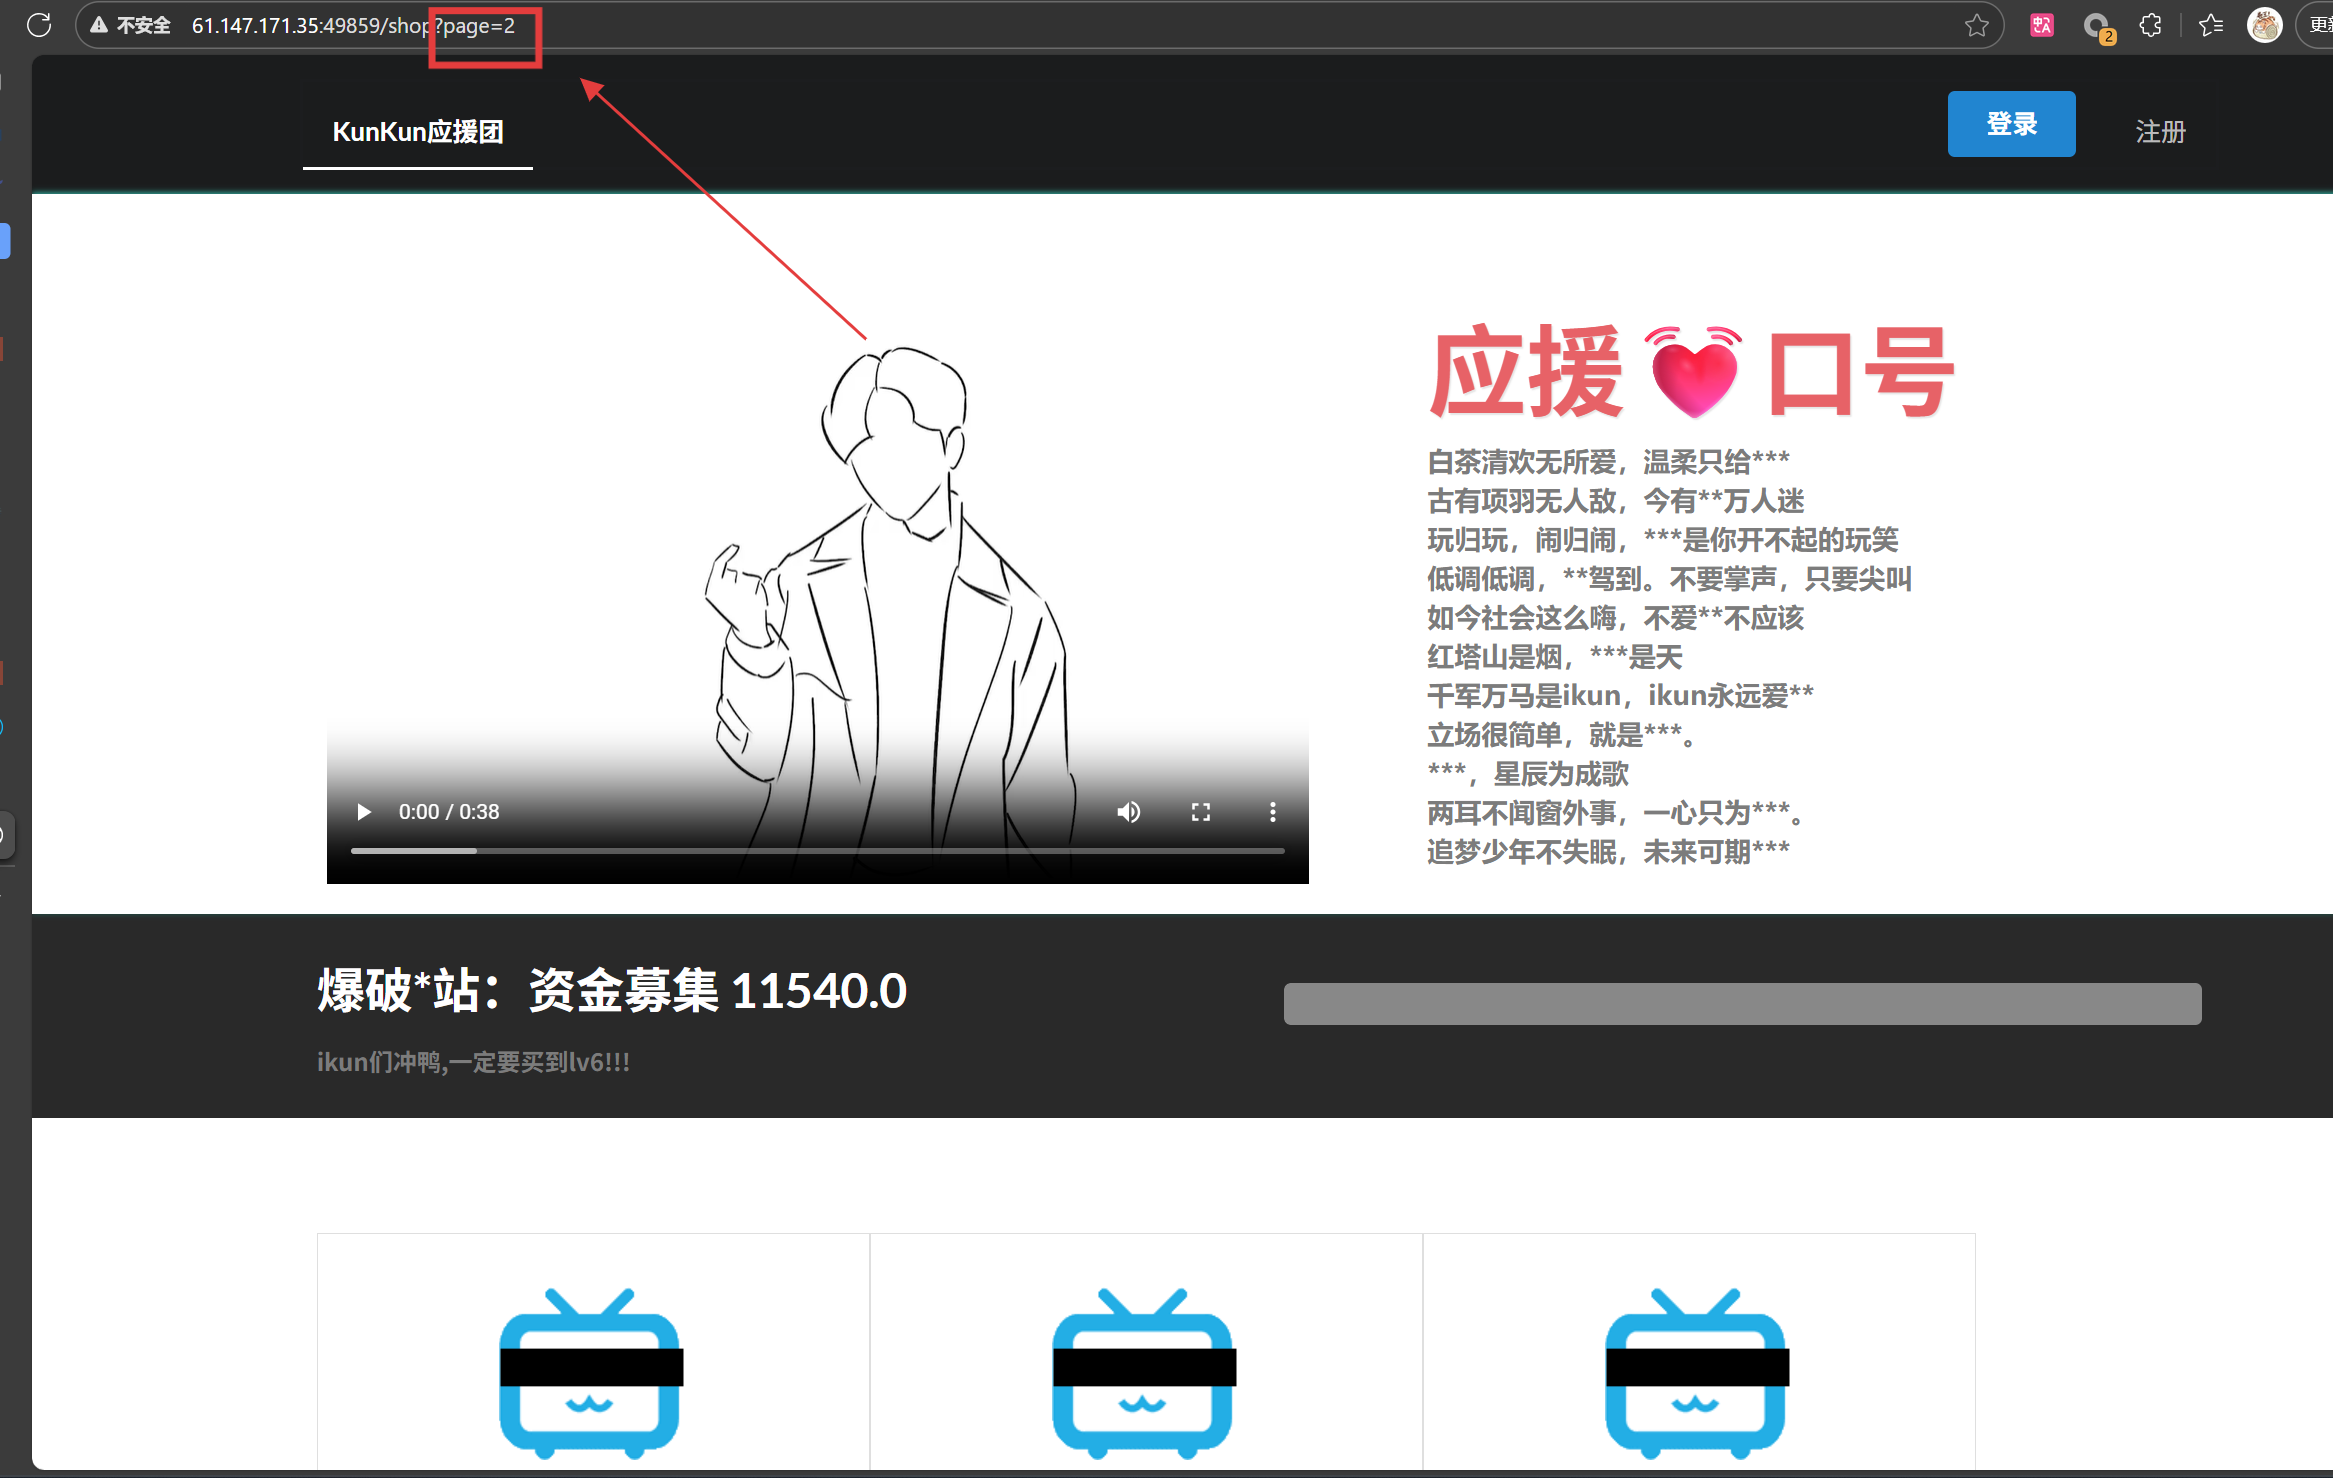 不安全 61.147.171.35:49859/shop?page=2
2
KunKun应援团
登录
注册
应援💓口号
白茶清欢无所爱，温柔只给***
古有项羽无人敌，今有**万人迷
玩归玩，闹归闹，***是你开不起的玩笑
低调低调，**驾到。不要掌声，只要尖叫
如今社会这么嗨，不爱**不应该
红塔山是烟，***是天
千军万马是ikun，ikun永远爱**
立场很简单，就是***。
***，星辰为成歌
两耳不闻窗外事，一心只为***。
追梦少年不失眠，未来可期***
0:00 / 0:38
爆破*站：资金募集 11540.0
ikun们冲鸭,一定要买到lv6!!!